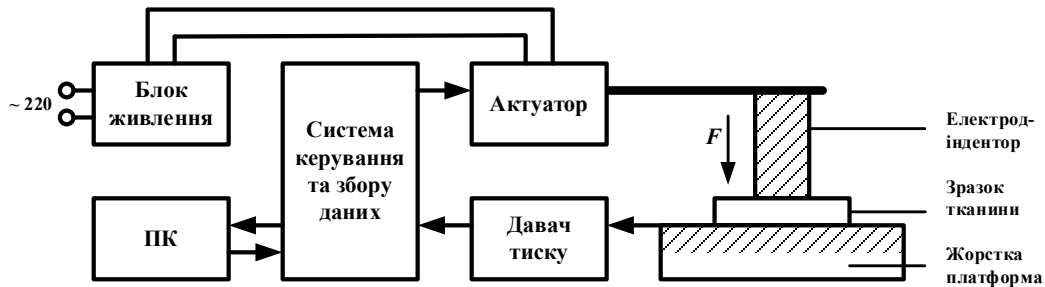 ~ 220
Блок
живлення
ПК
Система
керування
та збору
даних
Актуатор
Давач
тиску
F
Електрод-
індентор
Зразок
тканини
Жорстка
платформа